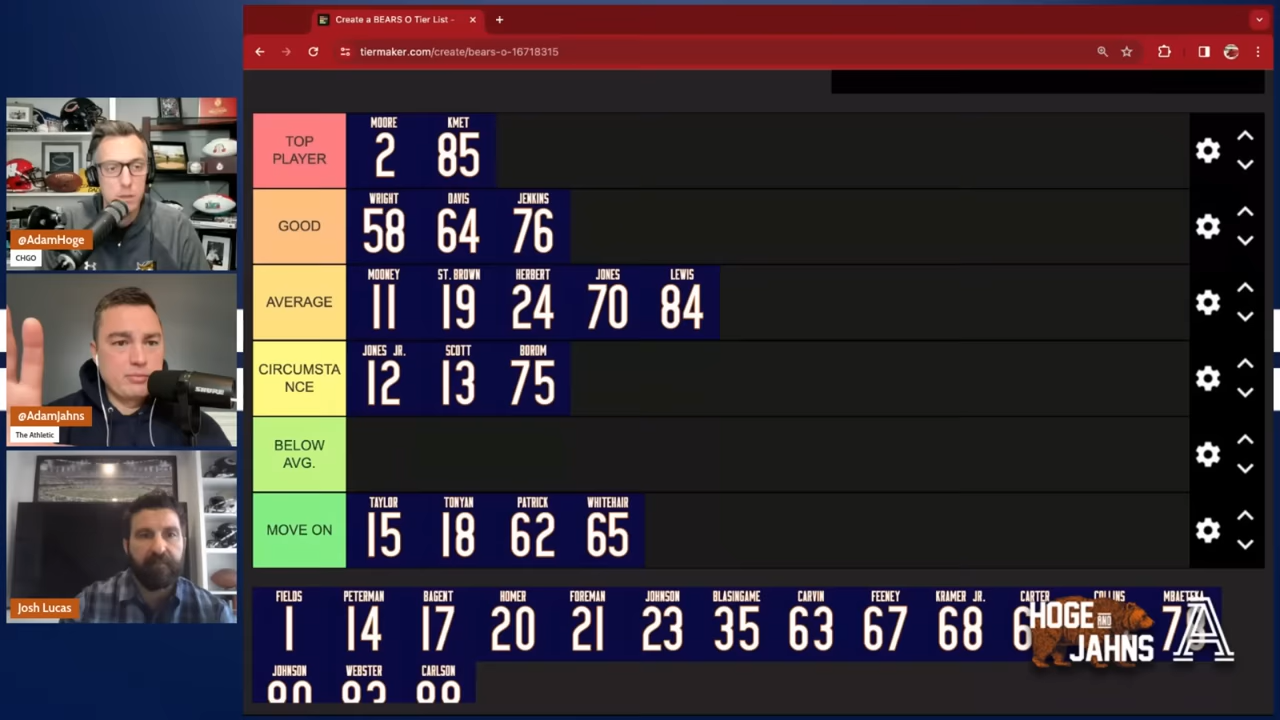 Create a BEARS O Tier List -
tiermaker.com/create/bears-o-16718315
@AdamHoge
CHGO
@AdamJahns
The Athletic
Josh Lucas
TOP PLAYER
MOORE 2
KMET 85
GOOD
WRIGHT 58
DAVIS 64
JENKINS 76
AVERAGE
MOONEY 11
ST. BROWN 19
HERBERT 24
JONES 70
LEWIS 84
CIRCUMSTA
NCE
JONES JR. 12
SCOTT 13
BOROM 75
BELOW AVG.
MOVE ON
TAYLOR 15
TONYAN 18
PATRICK 62
WHITEHAIR 65
FIELDS 1
PETERMAN 14
BAGENT 17
HOMER 20
FOREMAN 21
JOHNSON 23
BLASINGAME 35
CARVIN 63
FEENEY 67
KRAMER JR. 68
CARTER
COLLINS
JOHNSON
WEBSTER
CARLSON
HOGE AND JAHNS
A